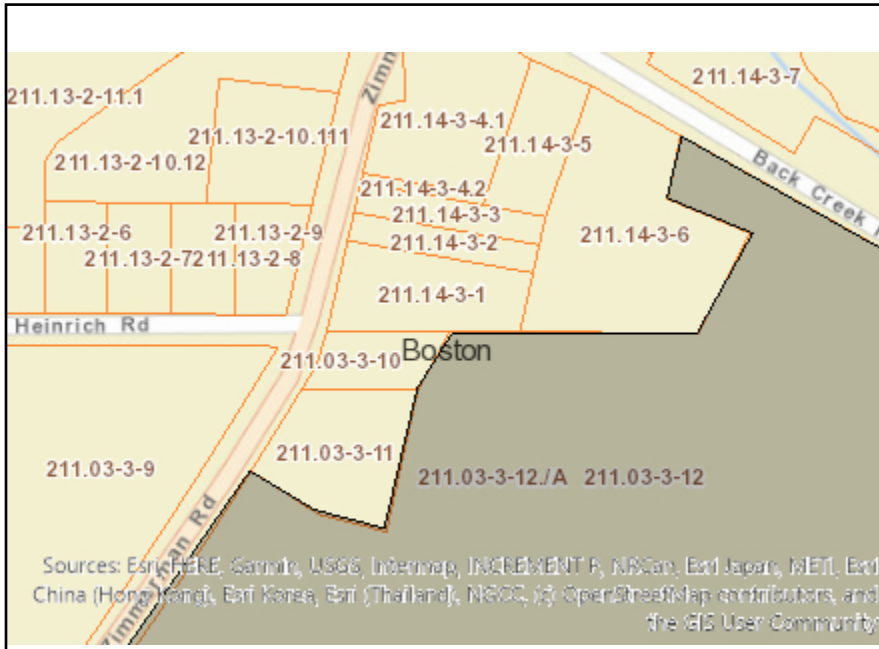 Zimm
211.14-3-7
211.13-2-11.1
211.14-3-4.1
211.13-2-10.111
211.14-3-5
211.13-2-10.12
Back Creek
211.14-3-4.2
211.14-3-3
211.13-2-6
211.13-2-9
211.14-3-6
211.14-3-2
211.13-2-7
211.13-2-8
211.14-3-1
Heinrich Rd
Boston
211.03-3-10
211.03-3-11
211.03-3-9
211.03-3-12./A
211.03-3-12
Zimmerman Rd
Sources: Esri, HERE, Garmin, USGS, Intermap, INCREMENT P, NRCan, Esri Japan, METI, Esri
China (Hong Kong), Esri Korea, Esri (Thailand), NGCC, (c) OpenStreetMap contributors, and
the GIS User Community